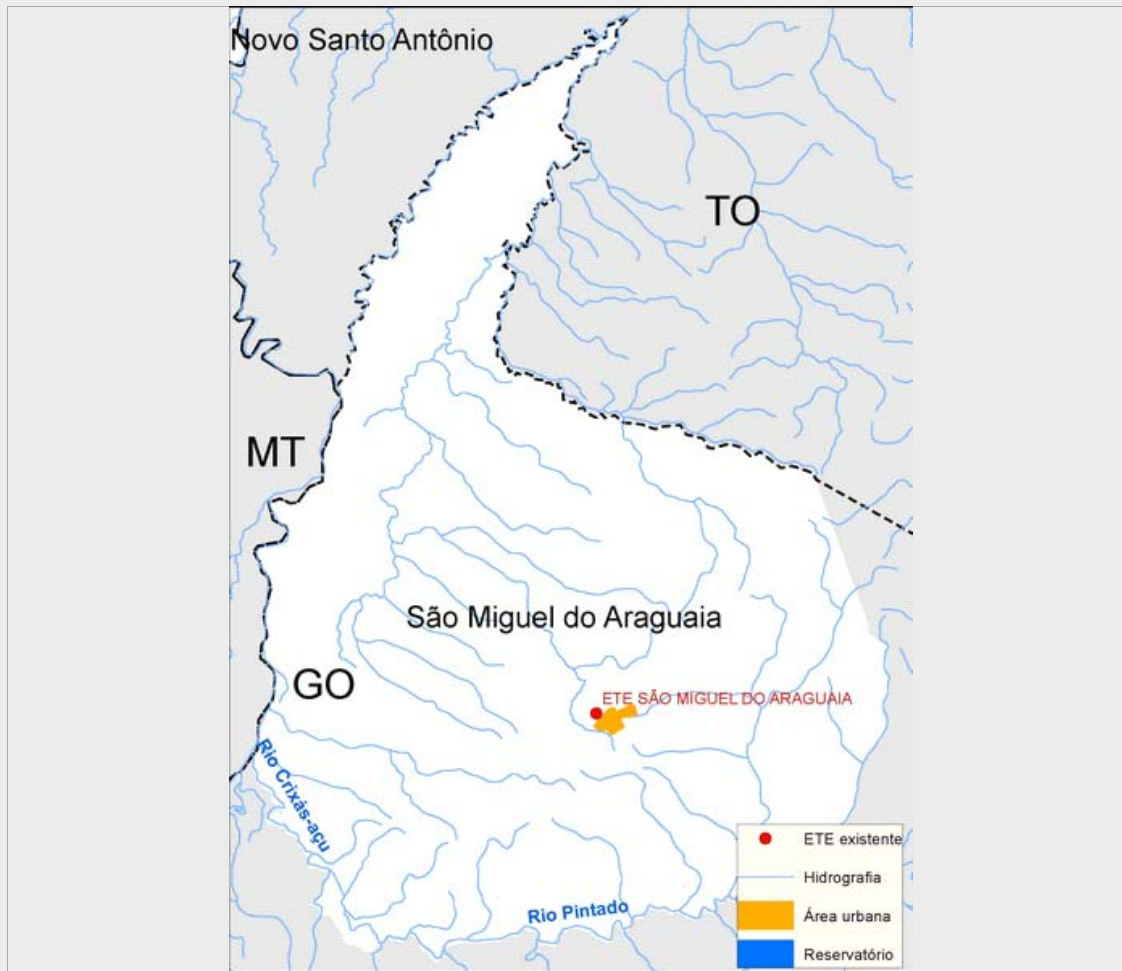 Novo Santo Antônio
TO
MT
São Miguel do Araguaia
GO
ETE SÃO MIGUEL DO ARAGUAIA
Rio Crixás-açu
Rio Pintado
ETE existente
Hidrografia
Área urbana
Reservatório